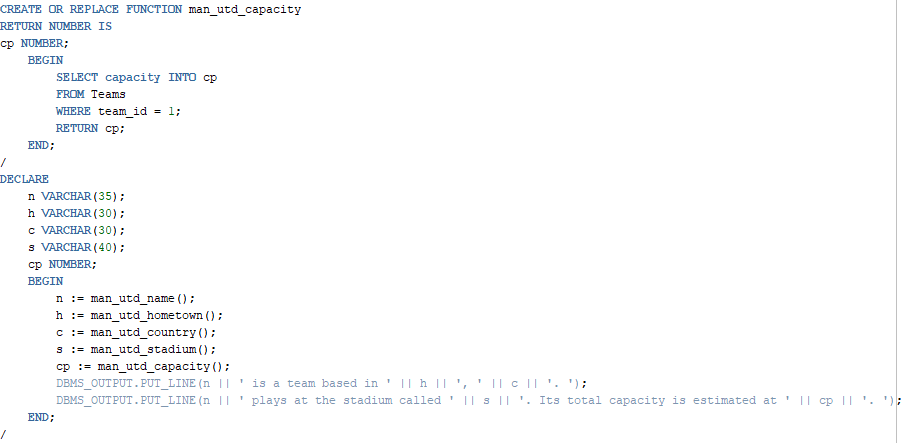 CREATE OR REPLACE FUNCTION man_utd_capacity
RETURN NUMBER IS
cp NUMBER;
    BEGIN
        SELECT capacity INTO cp
        FROM Teams
        WHERE team_id = 1;
        RETURN cp;
    END;
/
DECLARE
    n VARCHAR(35);
    h VARCHAR(30);
    c VARCHAR(30);
    s VARCHAR(40);
    cp NUMBER;
    BEGIN
        n := man_utd_name();
        h := man_utd_hometown();
        c := man_utd_country();
        s := man_utd_stadium();
        cp := man_utd_capacity();
        DBMS_OUTPUT.PUT_LINE(n || ' is a team based in ' || h || ', ' || c || '. ');
        DBMS_OUTPUT.PUT_LINE(n || ' plays at the stadium called ' || s || '. Its total capacity is estimated at ' || cp || '. ');
    END;
/